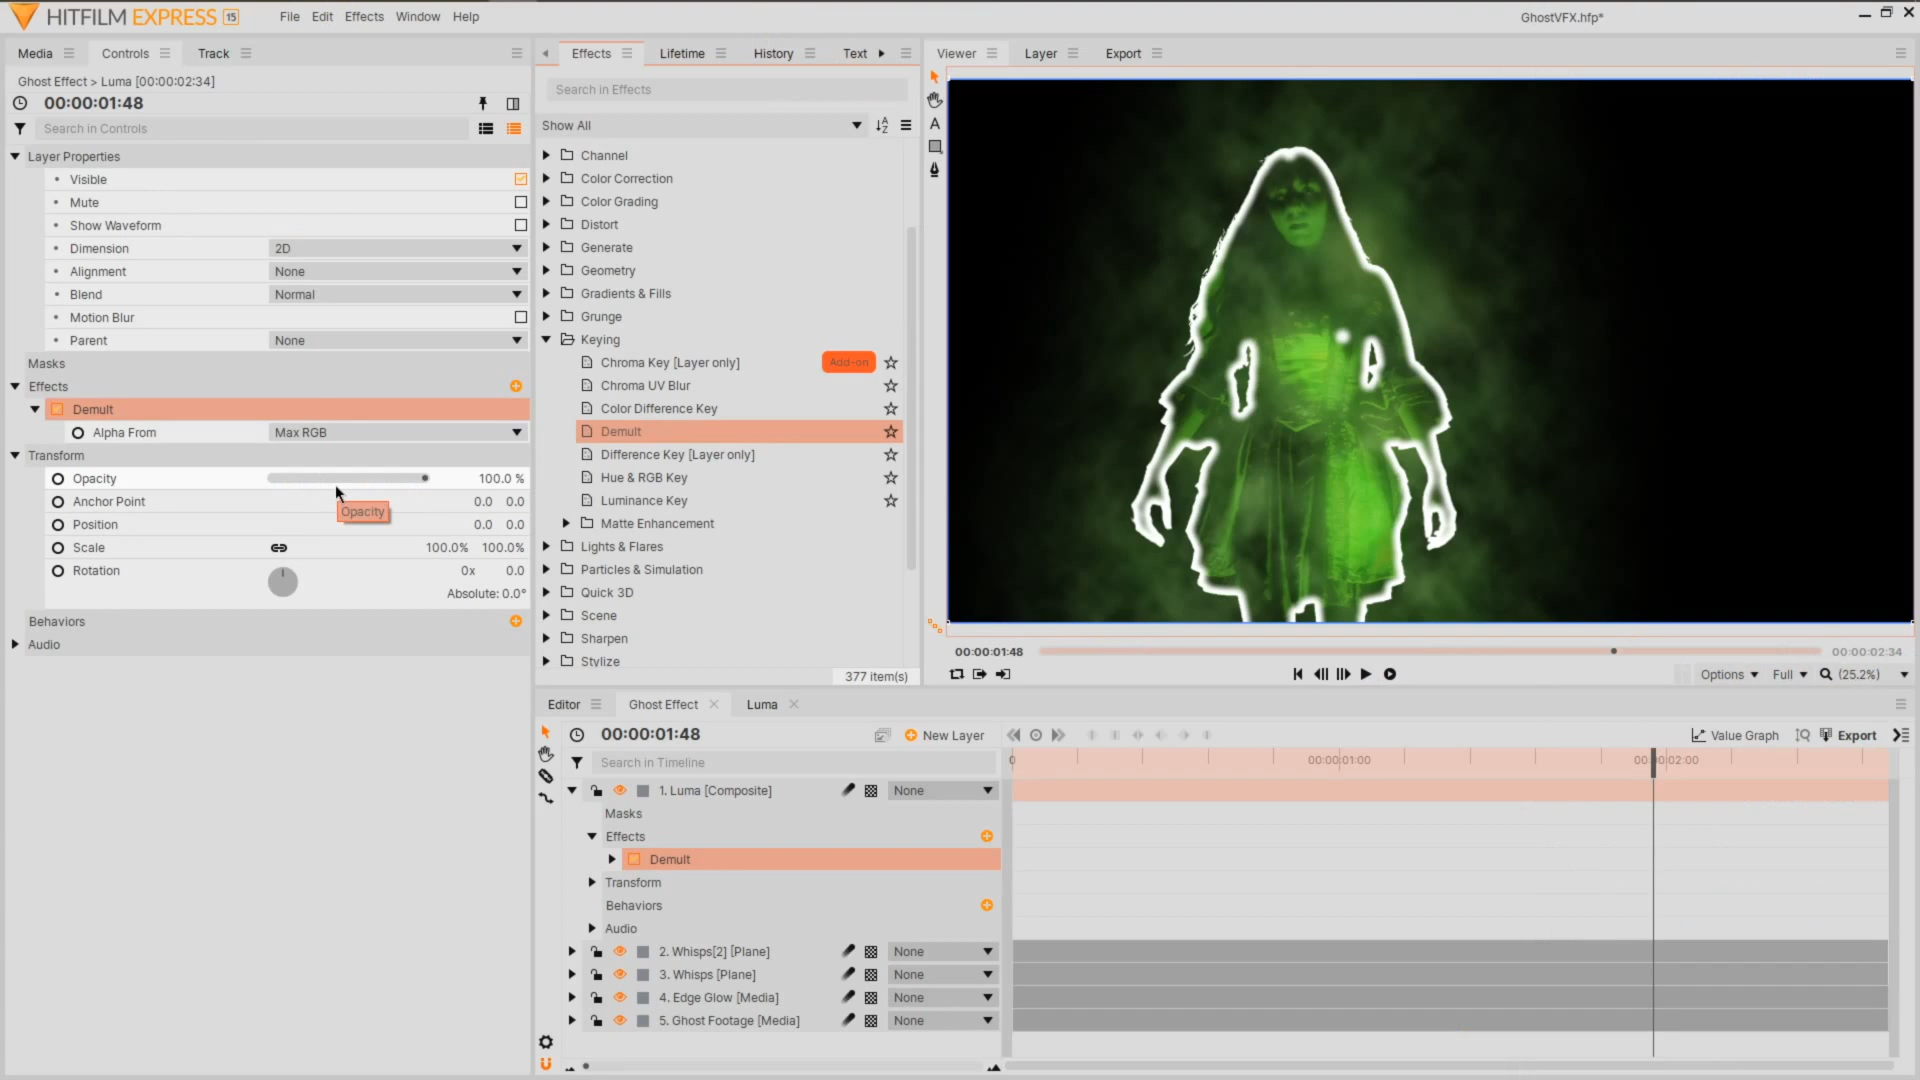 HITFILM EXPRESS 15
File Edit Effects Window Help
GhostVFX.hfp*
Media Controls Track
Ghost Effect > Luma [00:00:02:34]
00:00:01:48
Search in Controls
Layer Properties
Visible
Mute
Show Waveform
Dimension 2D
Alignment None
Blend Normal
Motion Blur
Parent None
Masks
Effects
Demult
Alpha From Max RGB
Transform
Opacity 100.0 %
Anchor Point 0.0 0.0
Opacity
Position 0.0 0.0
Scale 100.0% 100.0%
Rotation 0x 0.0
Absolute: 0.0°
Behaviors
Audio
Effects Lifetime History Text
Search in Effects
Show All
Channel
Color Correction
Color Grading
Distort
Generate
Geometry
Gradients & Fills
Grunge
Keying
Chroma Key [Layer only] Add-on
Chroma UV Blur
Color Difference Key
Demult
Difference Key [Layer only]
Hue & RGB Key
Luminance Key
Matte Enhancement
Lights & Flares
Particles & Simulation
Quick 3D
Scene
Sharpen
Stylize
377 item(s)
Viewer Layer Export
A
00:00:01:48 00:00:02:34
Options Full (25.2%)
Editor Ghost Effect Luma
00:00:01:48 New Layer
Value Graph Export
Search in Timeline
0 00:00:01:00
1. Luma [Composite] None
Masks
Effects
Demult
Transform
Behaviors
Audio
2. Whisps[2] [Plane] None
3. Whisps [Plane] None
4. Edge Glow [Media] None
5. Ghost Footage [Media] None